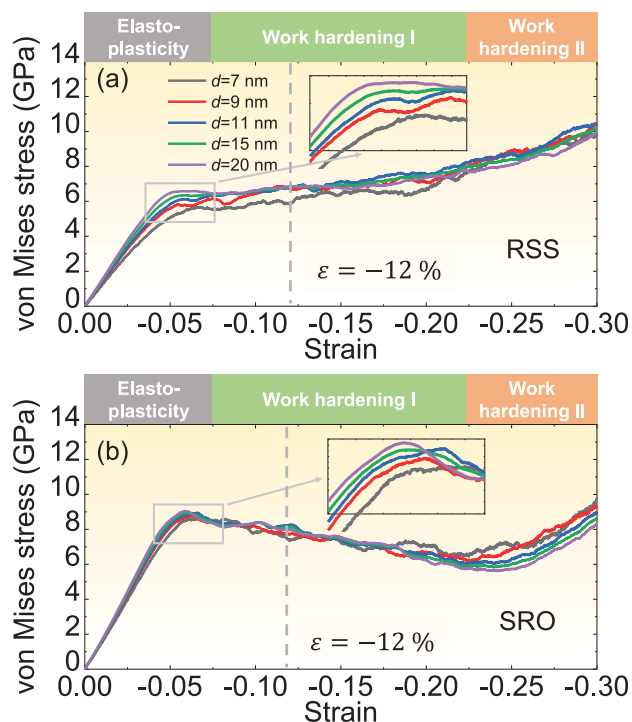 Elasto-
plasticity
Work hardening I
Work
hardening II
(a)
d=7 nm
d=9 nm
d=11 nm
d=15 nm
d=20 nm
von Mises stress (GPa)
14
12
10
8
6
4
2
0
ε = −12 %
RSS
0.00 -0.05 -0.10 -0.15 -0.20 -0.25 -0.30
Strain
Elasto-
plasticity
Work hardening I
Work
hardening II
(b)
von Mises stress (GPa)
14
12
10
8
6
4
2
0
ε = −12 %
SRO
0.00 -0.05 -0.10 -0.15 -0.20 -0.25 -0.30
Strain